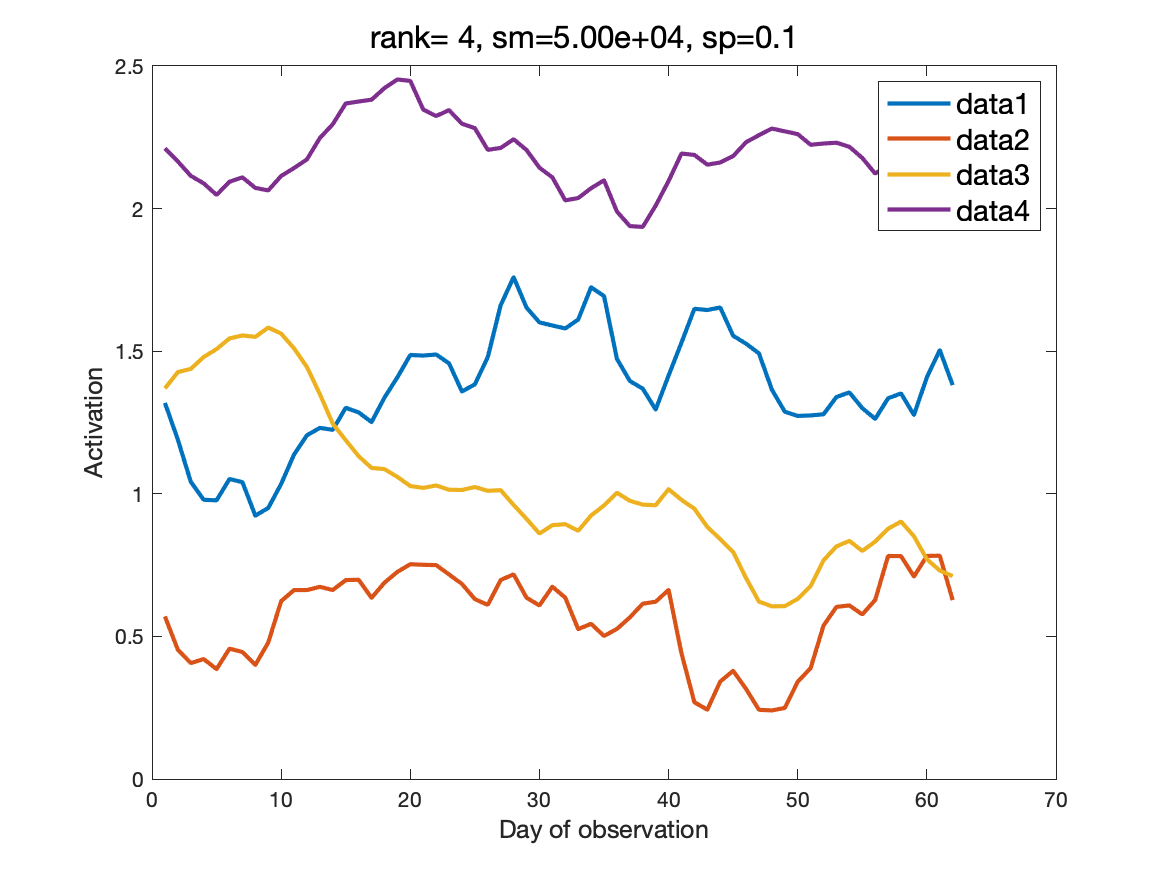 rank= 4, sm=5.00e+04, sp=0.1
2.5
2
1.5
1
0.5
0
Activation
data1
data2
data3
data4
0 10 20 30 40 50 60 70
Day of observation